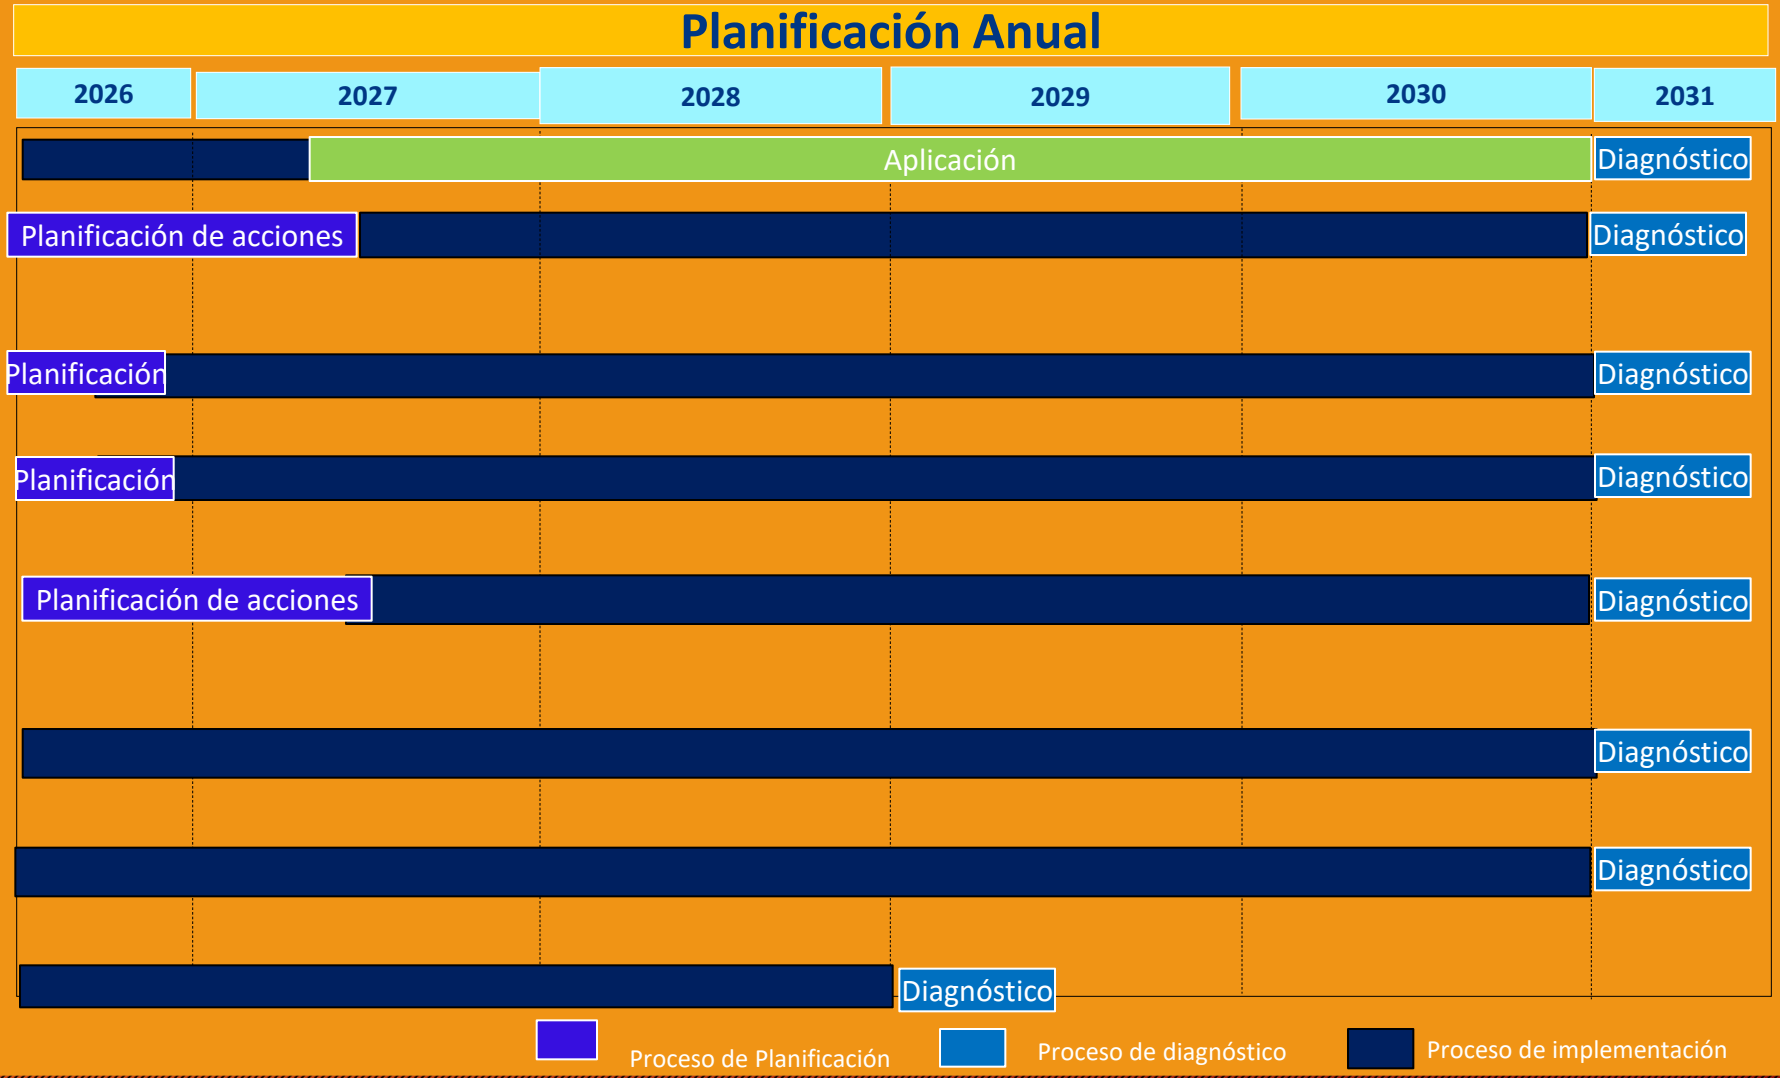 Planificación Anual
2026
2027
2028
2029
2030
2031
Aplicación
Diagnóstico
Planificación de acciones
Diagnóstico
Planificación
Diagnóstico
Planificación
Diagnóstico
Planificación de acciones
Diagnóstico
Diagnóstico
Diagnóstico
Diagnóstico
Proceso de Planificación
Proceso de diagnóstico
Proceso de implementación